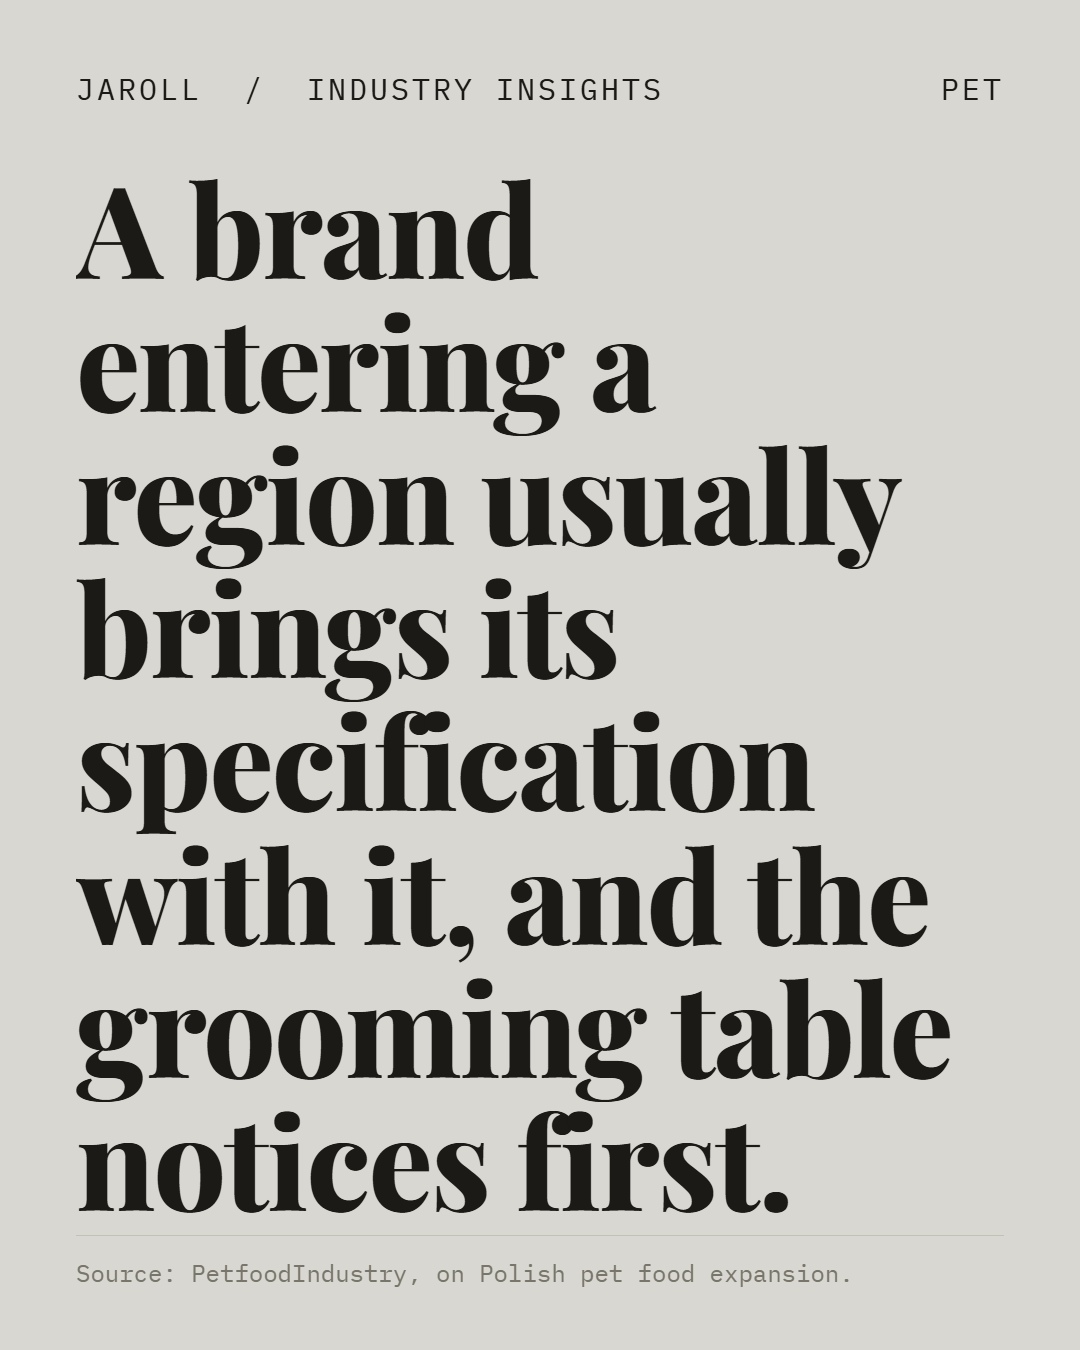 JAROLL / INDUSTRY INSIGHTS PET
A brand
entering a
region usually
brings its
specification
with it, and the
grooming table
notices first.
Source: PetfoodIndustry, on Polish pet food expansion.